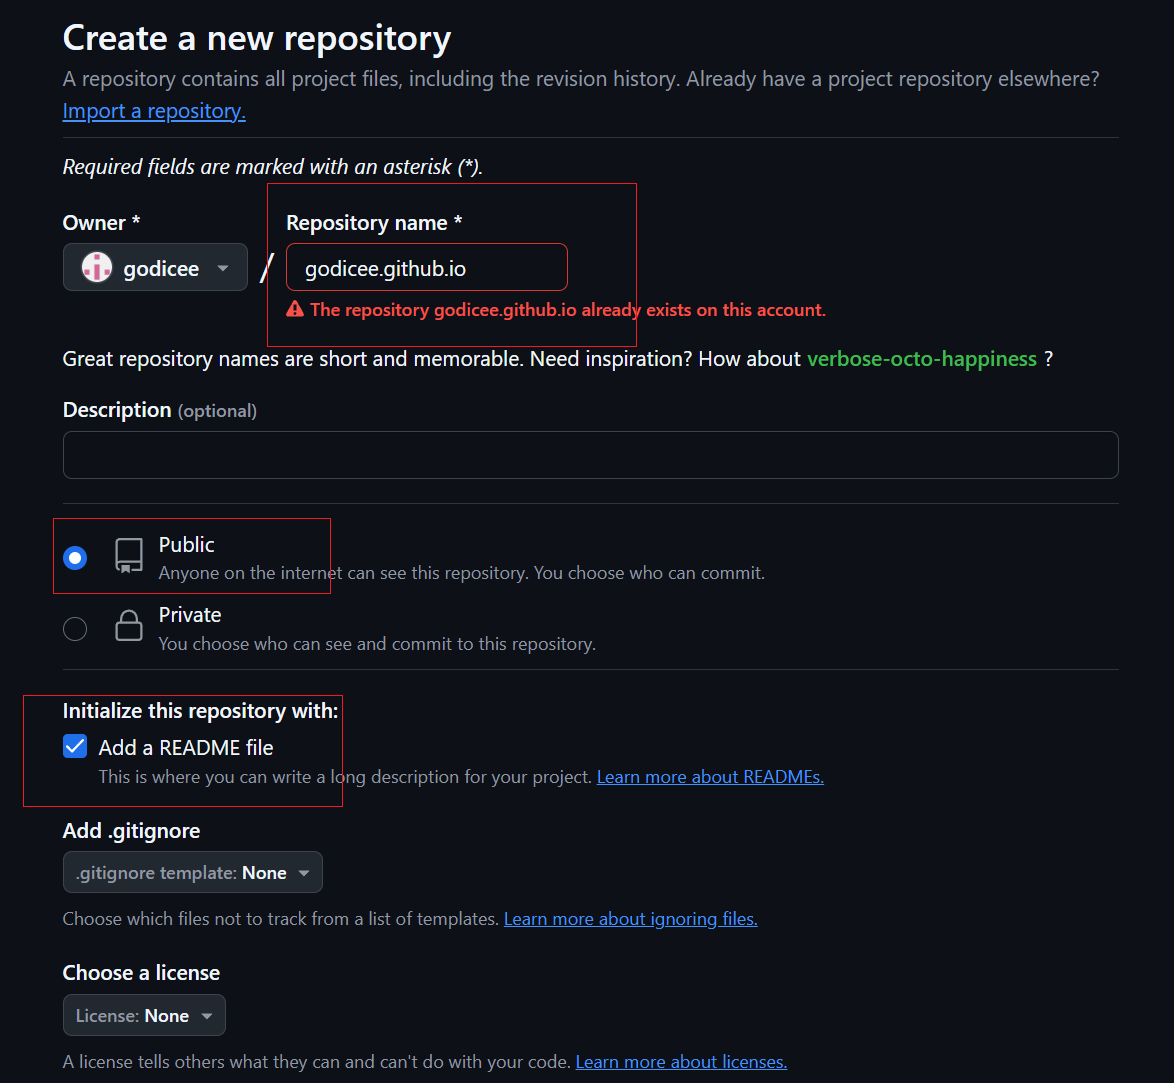 Create a new repository
A repository contains all project files, including the revision history. Already have a project repository elsewhere?
Import a repository.
Required fields are marked with an asterisk (*).
Owner * Repository name *
godicee / godicee.github.io
The repository godicee.github.io already exists on this account.
Great repository names are short and memorable. Need inspiration? How about verbose-octo-happiness ?
Description (optional)
Public
Anyone on the internet can see this repository. You choose who can commit.
Private
You choose who can see and commit to this repository.
Initialize this repository with:
Add a README file
This is where you can write a long description for your project. Learn more about READMEs.
Add .gitignore
.gitignore template: None
Choose which files not to track from a list of templates. Learn more about ignoring files.
Choose a license
License: None
A license tells others what they can and can't do with your code. Learn more about licenses.